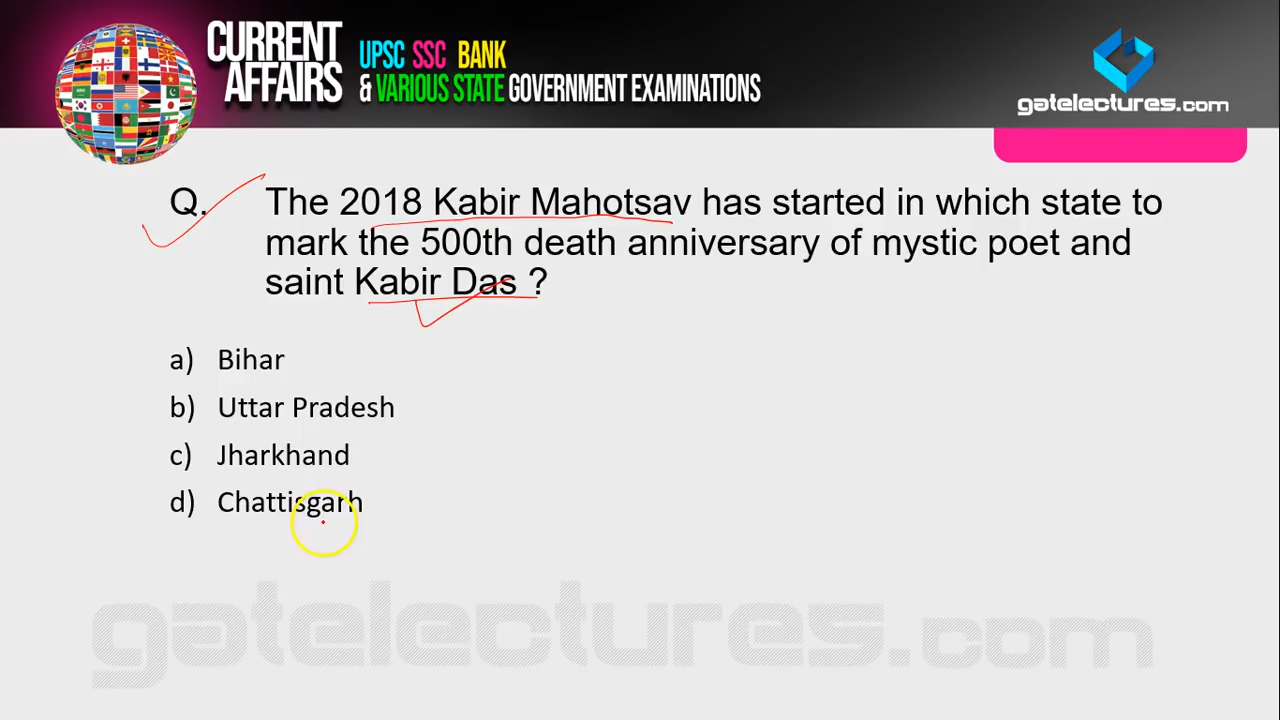 CURRENT
AFFAIRS
UPSC SSC BANK
& VARIOUS STATE GOVERNMENT EXAMINATIONS
gatelectures.com
Q. The 2018 Kabir Mahotsav has started in which state to
mark the 500th death anniversary of mystic poet and
saint Kabir Das ?
a) Bihar
b) Uttar Pradesh
c) Jharkhand
d) Chattisgarh
gatelectures.com